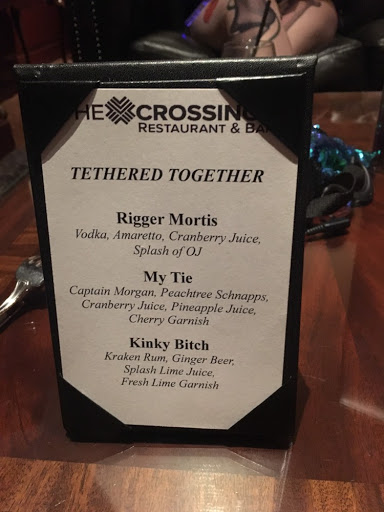 THE CROSSING
RESTAURANT & BAR
TETHERED TOGETHER
Rigger Mortis
Vodka, Amaretto, Cranberry Juice,
Splash of OJ
My Tie
Captain Morgan, Peachtree Schnapps,
Cranberry Juice, Pineapple Juice,
Cherry Garnish
Kinky Bitch
Kraken Rum, Ginger Beer,
Splash Lime Juice,
Fresh Lime Garnish